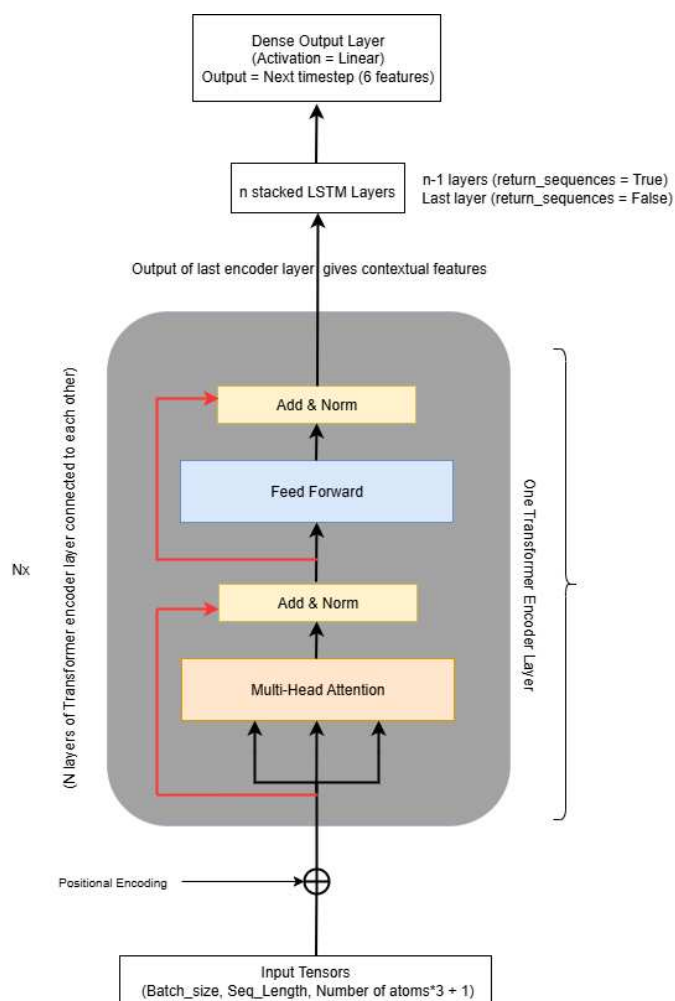 Dense Output Layer
(Activation = Linear)
Output = Next timestep (6 features)
n stacked LSTM Layers
n-1 layers (return_sequences = True)
Last layer (return_sequences = False)
Output of last encoder layer gives contextual features
Add & Norm
Feed Forward
Add & Norm
Multi-Head Attention
Nx
(N layers of Transformer encoder layer connected to each other)
One Transformer Encoder Layer
Positional Encoding
Input Tensors
(Batch_size, Seq_Length, Number of atoms*3 + 1)